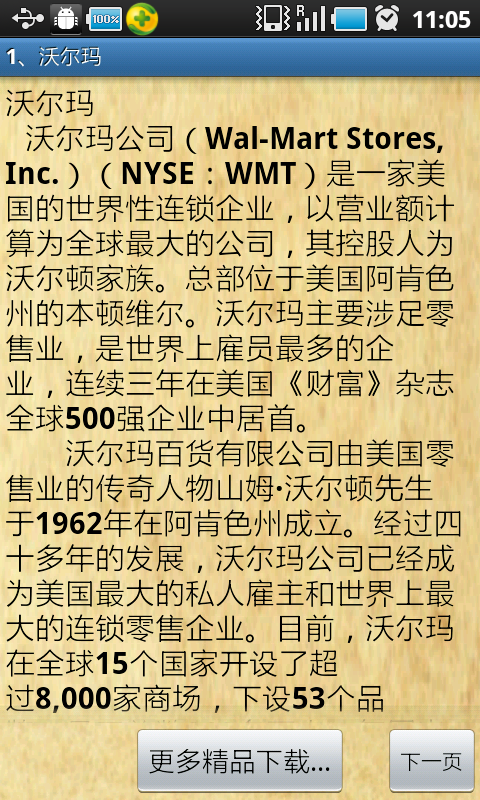 100%
R
11:05
1、沃尔玛
沃尔玛
沃尔玛公司（Wal-Mart Stores,
Inc.）（NYSE：WMT）是一家美
国的世界性连锁企业，以营业额计
算为全球最大的公司，其控股人为
沃尔顿家族。总部位于美国阿肯色
州的本顿维尔。沃尔玛主要涉足零
售业，是世界上雇员最多的企
业，连续三年在美国《财富》杂志
全球500强企业中居首。
沃尔玛百货有限公司由美国零
售业的传奇人物山姆·沃尔顿先生
于1962年在阿肯色州成立。经过四
十多年的发展，沃尔玛公司已经成
为美国最大的私人雇主和世界上最
大的连锁零售企业。目前，沃尔玛
在全球15个国家开设了超
过8,000家商场，下设53个品
更多精品下载...
下一页